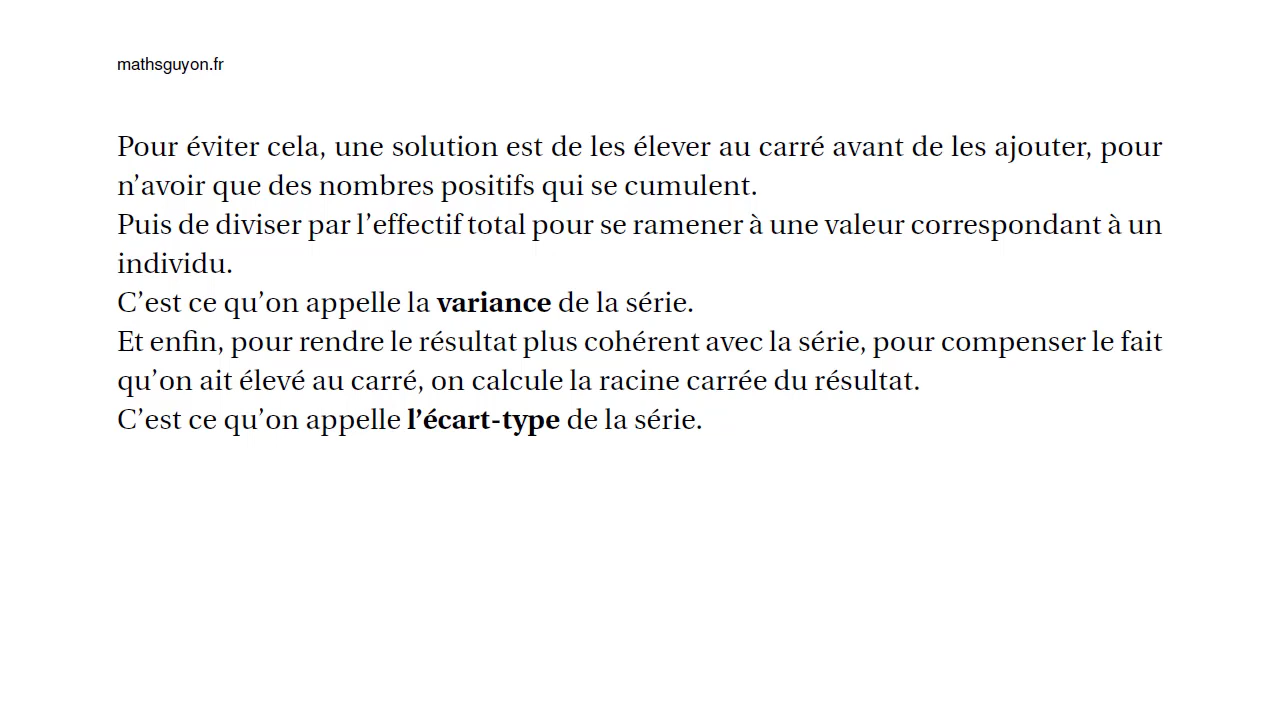 mathsguyon.fr
Pour éviter cela, une solution est de les élever au carré avant de les ajouter, pour
n’avoir que des nombres positifs qui se cumulent.
Puis de diviser par l’effectif total pour se ramener à une valeur correspondant à un
individu.
C’est ce qu’on appelle la variance de la série.
Et enfin, pour rendre le résultat plus cohérent avec la série, pour compenser le fait
qu’on ait élevé au carré, on calcule la racine carrée du résultat.
C’est ce qu’on appelle l’écart-type de la série.